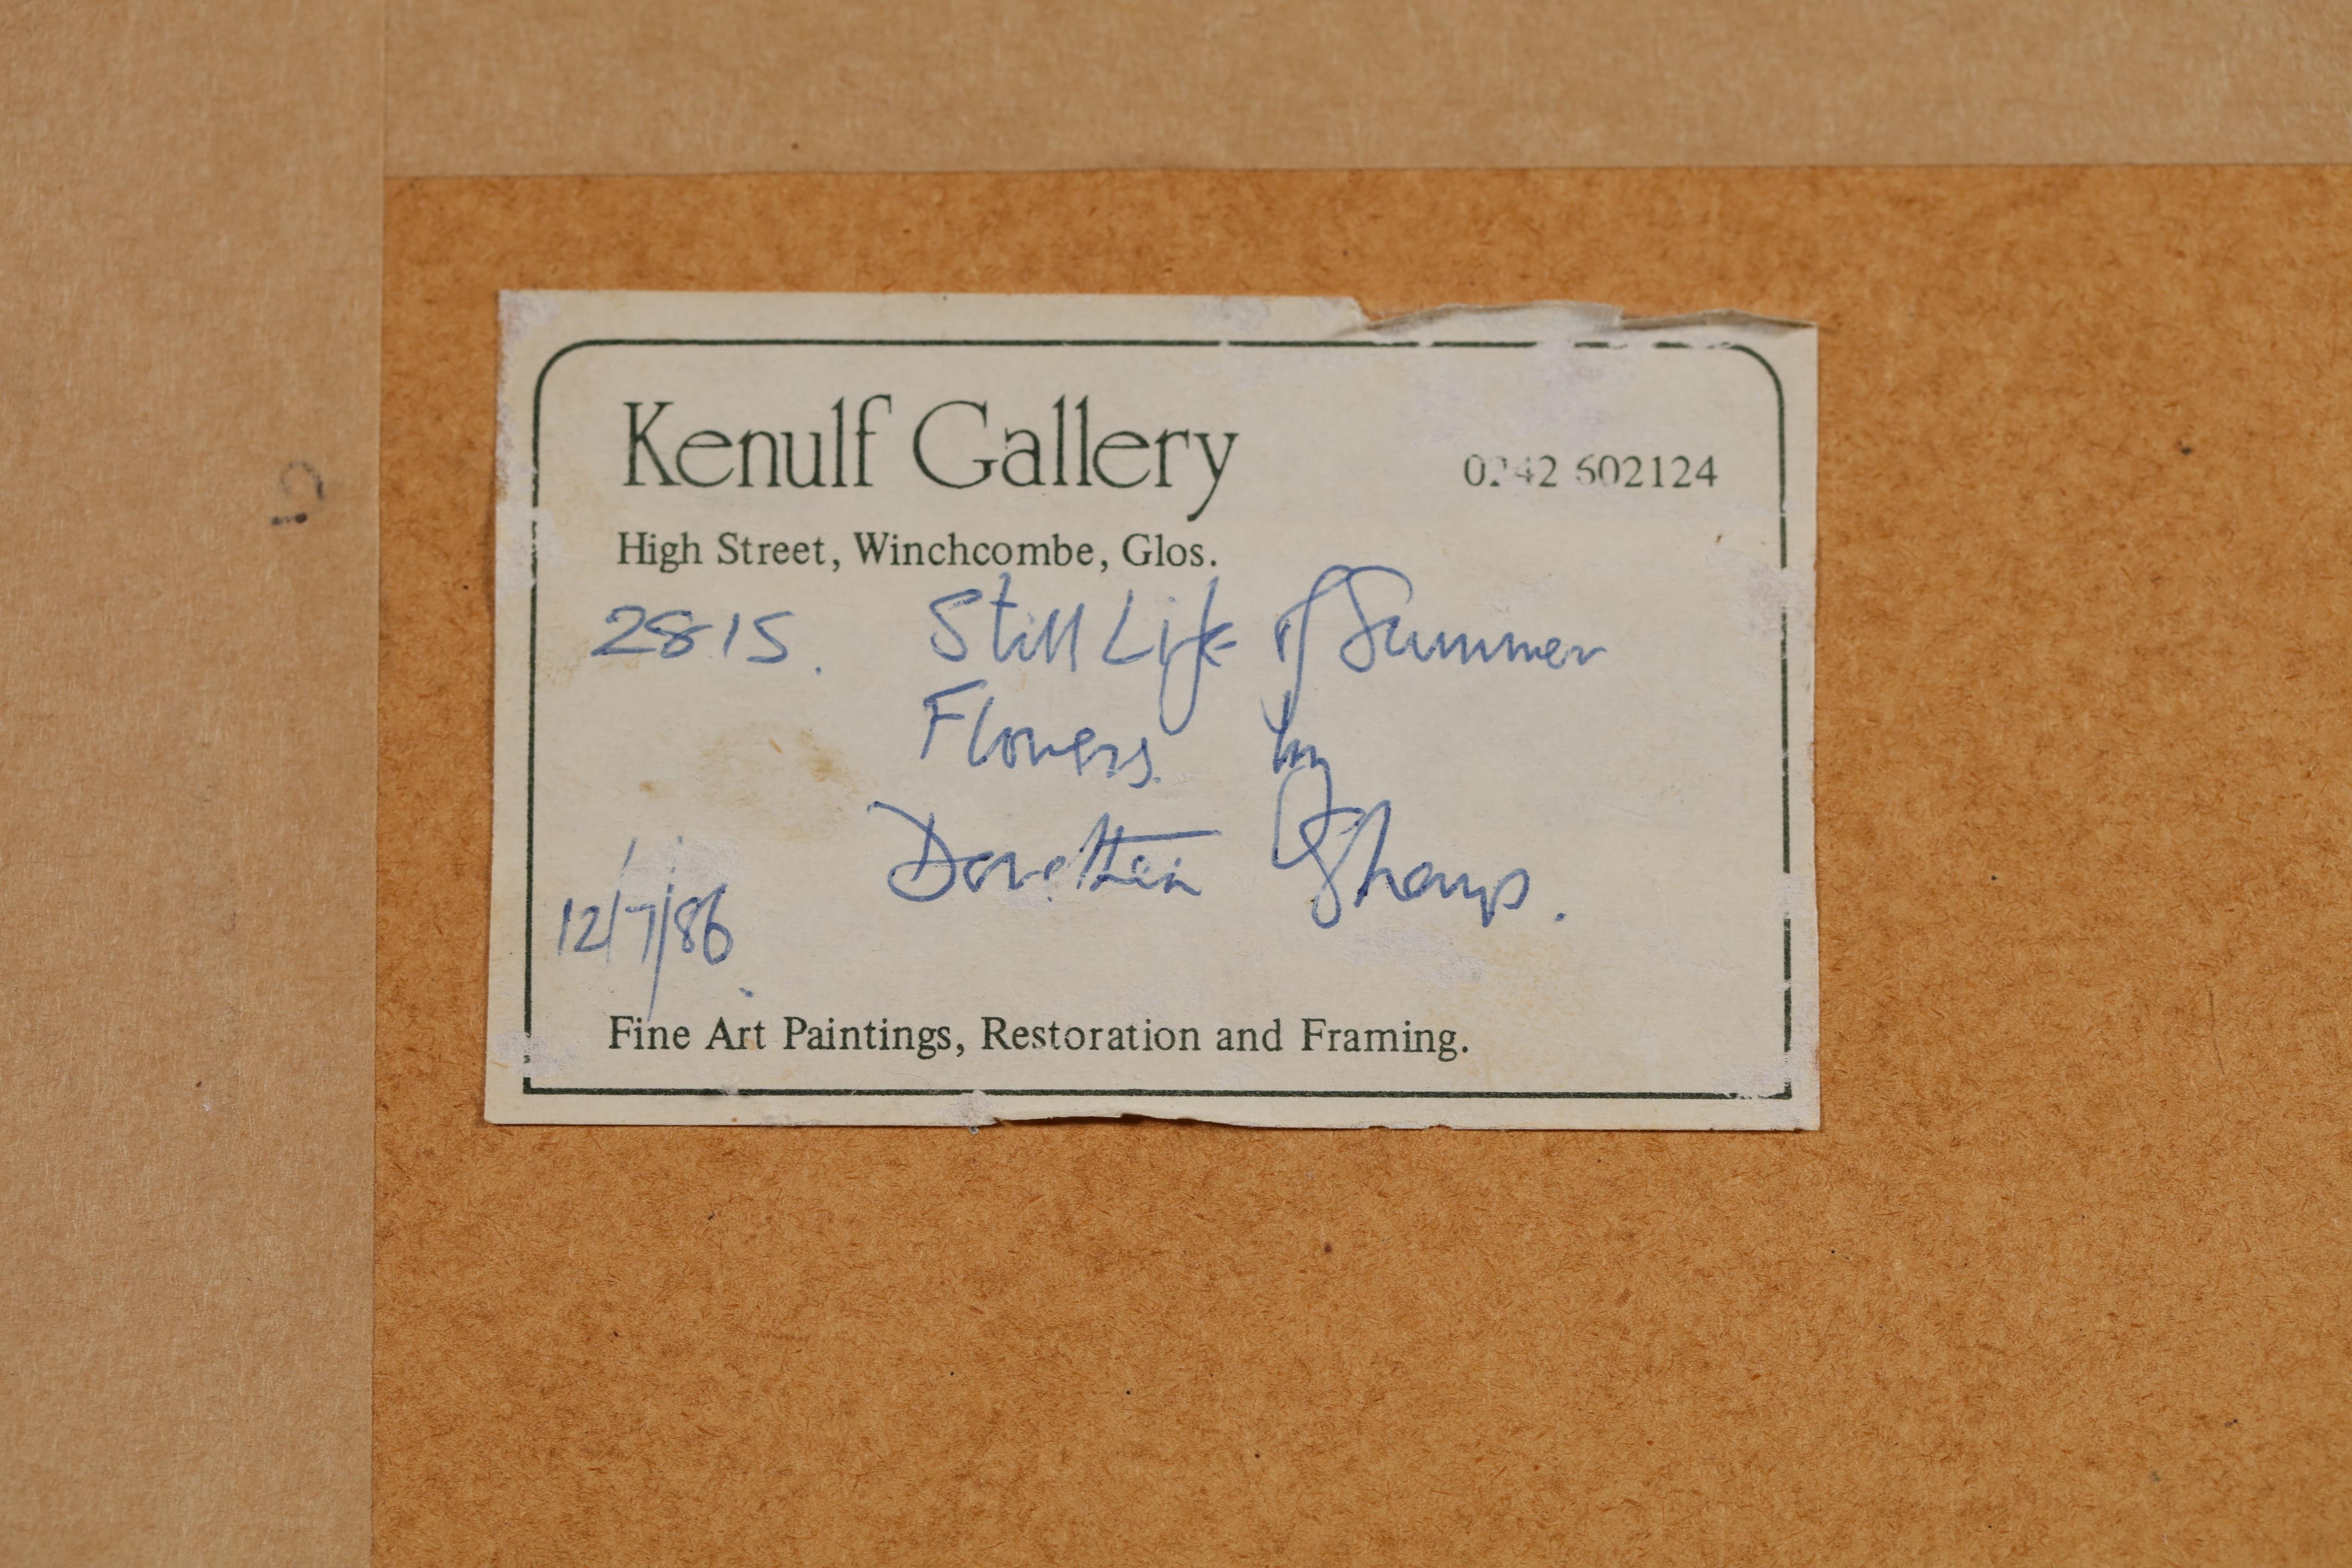 Kenulf Gallery
0242 602124
High Street, Winchcombe, Glos.
2815. Still Life of Summer
Flowers. by
Dorothea Sharp.
12/7/86.
Fine Art Paintings, Restoration and Framing.